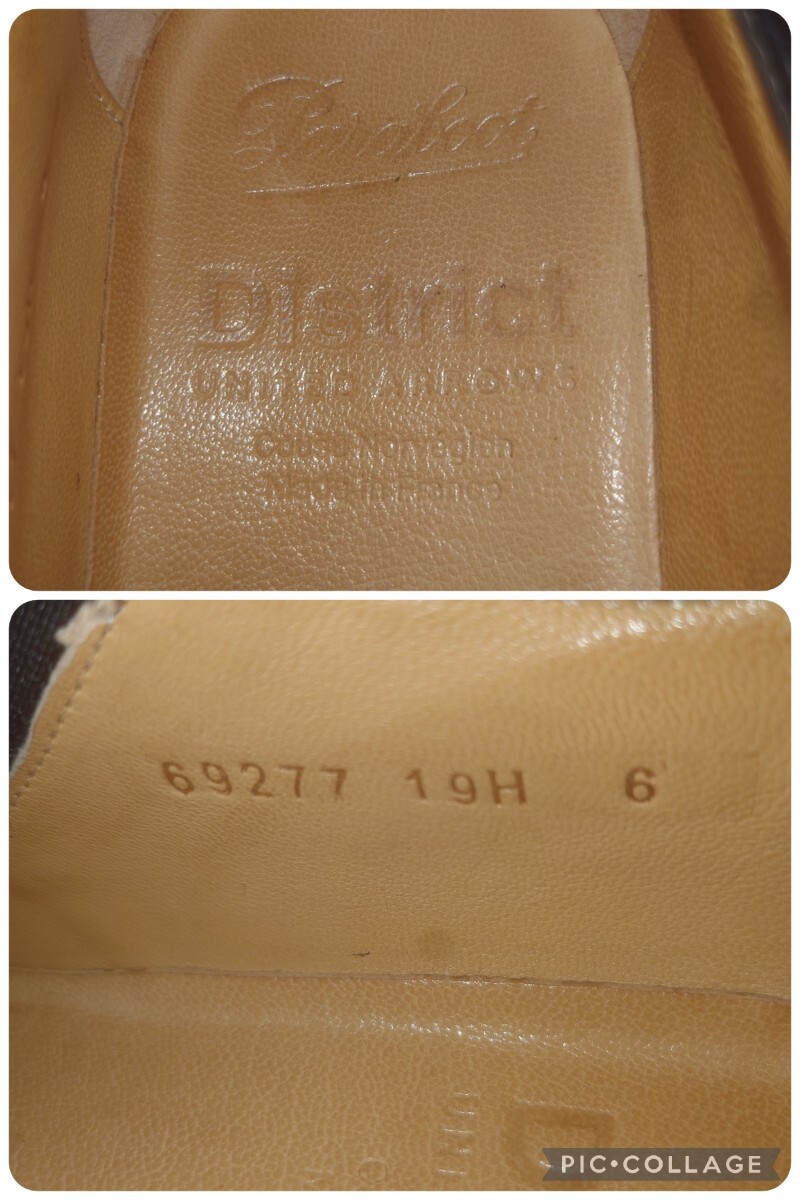 Paraboot
District
UNITED ARROWS
Cousu Norvegien
Made in France
69277 19H 6
PIC•COLLAGE